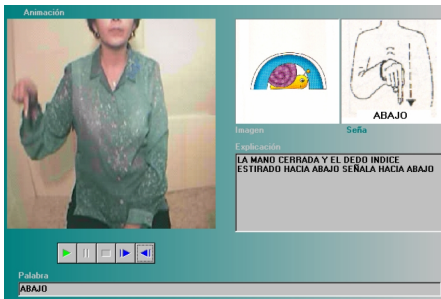 Animación
ABAJO
Imagen
Seña
Explicación
LA MANO CERRADA Y EL DEDO INDICE
ESTIRADO HACIA ABAJO SEÑALA HACIA ABAJO
Palabra
ABAJO